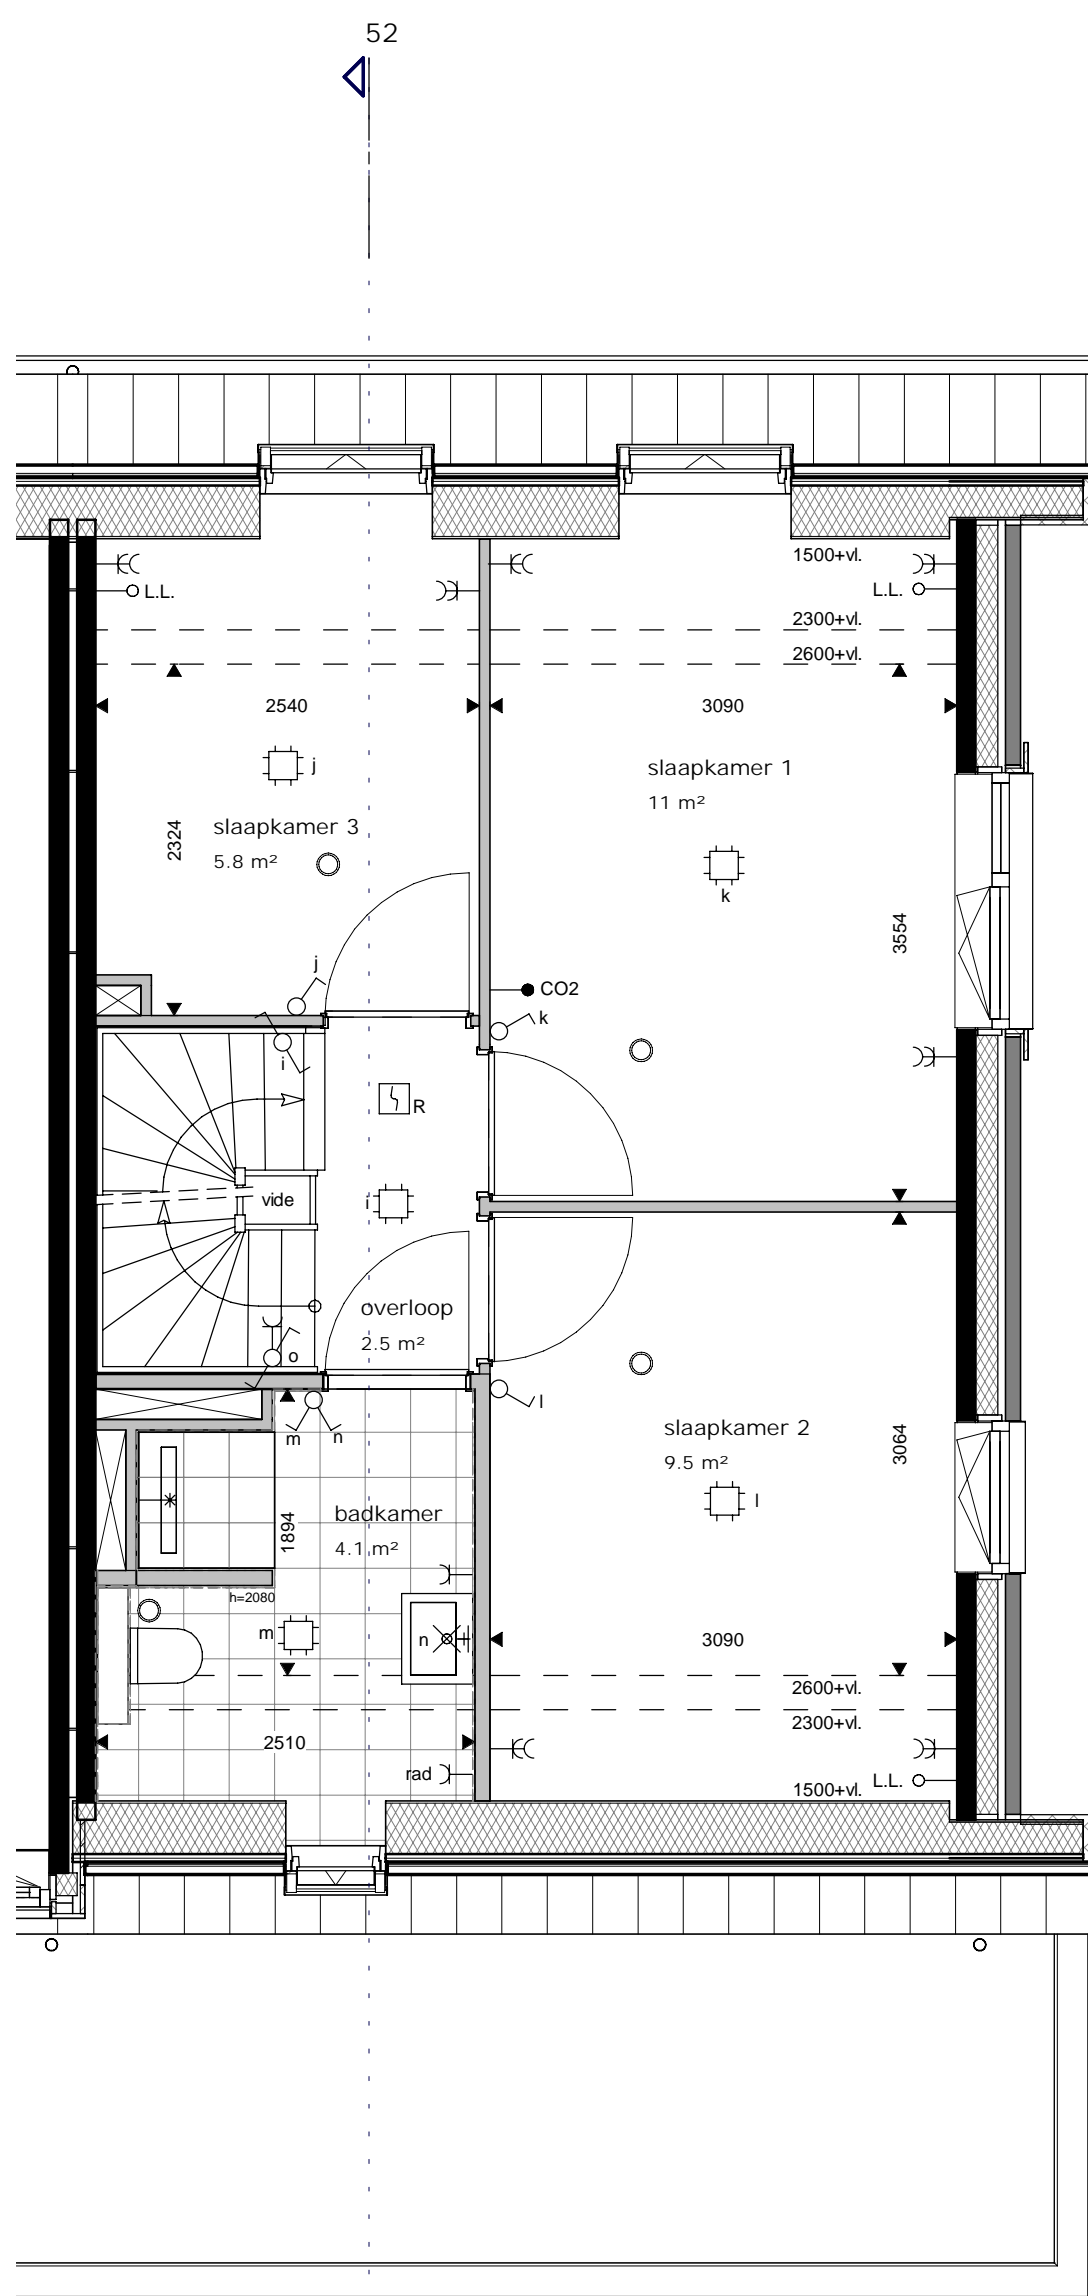 52
1500+vl.
L.L.
L.L.
2300+vl.
2600+vl.
2540
3090
j
slaapkamer 1
11 m²
2324
slaapkamer 3
5.8 m²
k
3554
j
CO2
k
i
R
vide
i
overloop
2.5 m²
o
l
m
n
slaapkamer 2
9.5 m²
3064
l
badkamer
4.1 m²
1894
h=2080
m
n
3090
2600+vl.
2300+vl.
2510
rad
L.L.
1500+vl.